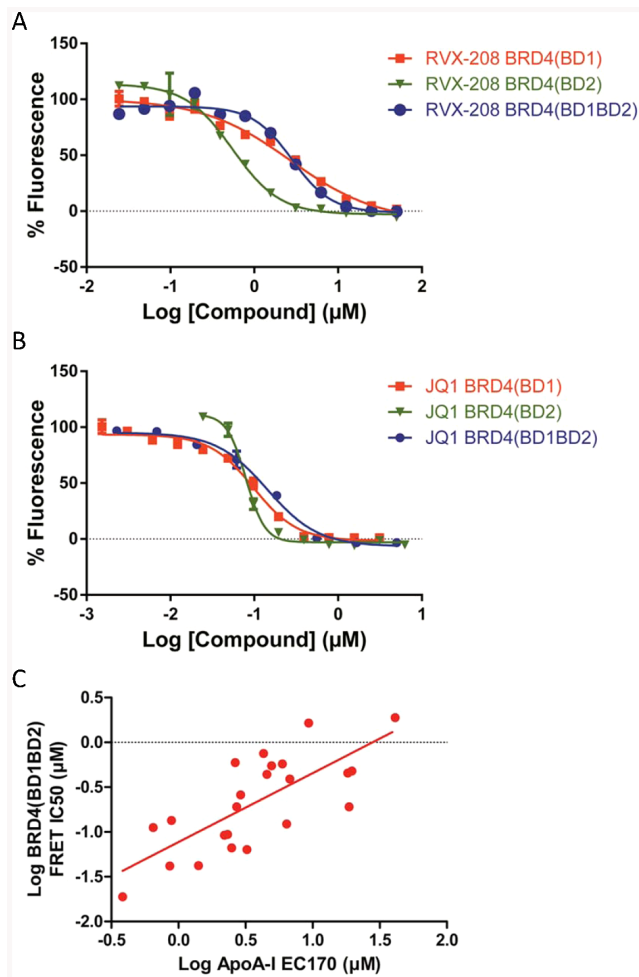 A
150
100
50
0
-50
% Fluorescence
-2
-1
0
1
2
Log [Compound] (µM)
RVX-208 BRD4(BD1)
RVX-208 BRD4(BD2)
RVX-208 BRD4(BD1BD2)
B
150
100
50
0
-50
% Fluorescence
-3
-2
-1
0
1
Log [Compound] (µM)
JQ1 BRD4(BD1)
JQ1 BRD4(BD2)
JQ1 BRD4(BD1BD2)
C
0.5
0.0
-0.5
-1.0
-1.5
-2.0
Log BRD4(BD1BD2)
FRET IC50 (µM)
-0.5
0.0
0.5
1.0
1.5
2.0
Log ApoA-I EC170 (µM)